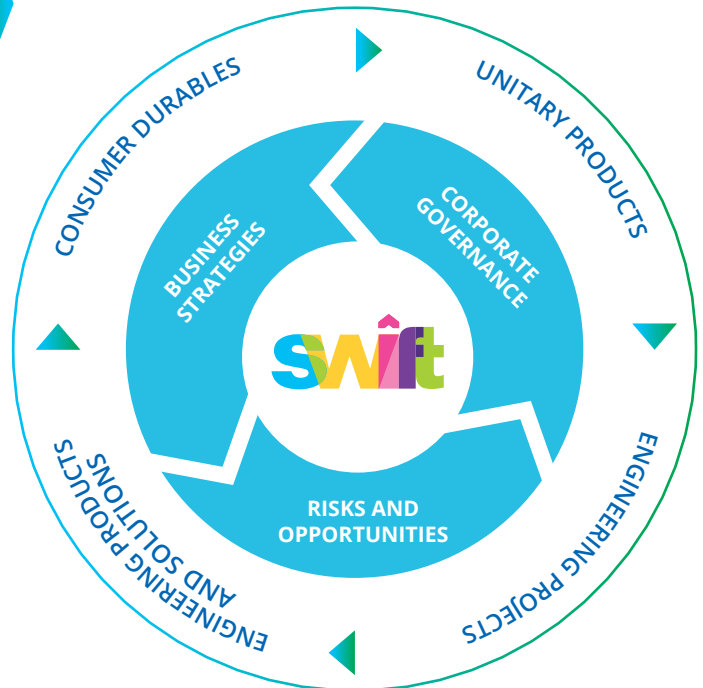 CONSUMER DURABLES
UNITARY PRODUCTS
BUSINESS
STRATEGIES
CORPORATE
GOVERNANCE
swift
RISKS AND
OPPORTUNITIES
ENGINEERING PRODUCTS
AND SOLUTIONS
ENGINEERING PROJECTS